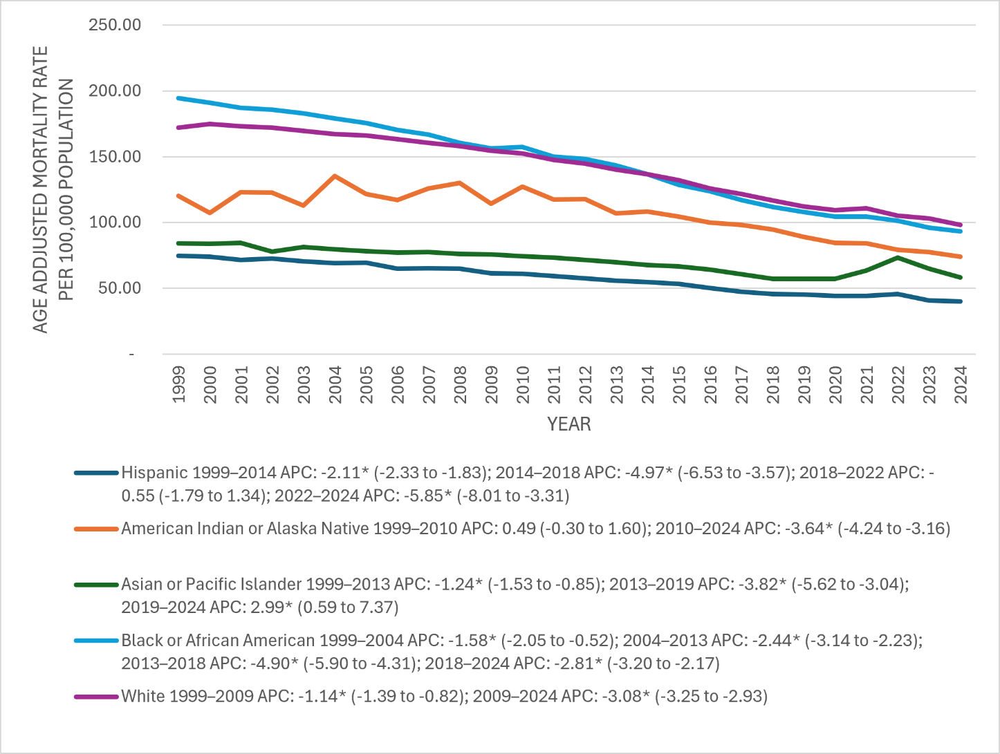 250.00
200.00
150.00
100.00
50.00
-
AGE ADDJUSTED MORTALITY RATE
PER 100,000 POPULATION
1999
2000
2001
2002
2003
2004
2005
2006
2007
2008
2009
2010
2011
2012
2013
2014
2015
2016
2017
2018
2019
2020
2021
2022
2023
2024
YEAR
Hispanic 1999–2014 APC: -2.11* (-2.33 to -1.83); 2014–2018 APC: -4.97* (-6.53 to -3.57); 2018–2022 APC: -
0.55 (-1.79 to 1.34); 2022–2024 APC: -5.85* (-8.01 to -3.31)
American Indian or Alaska Native 1999–2010 APC: 0.49 (-0.30 to 1.60); 2010–2024 APC: -3.64* (-4.24 to -3.16)
Asian or Pacific Islander 1999–2013 APC: -1.24* (-1.53 to -0.85); 2013–2019 APC: -3.82* (-5.62 to -3.04);
2019–2024 APC: 2.99* (0.59 to 7.37)
Black or African American 1999–2004 APC: -1.58* (-2.05 to -0.52); 2004–2013 APC: -2.44* (-3.14 to -2.23);
2013–2018 APC: -4.90* (-5.90 to -4.31); 2018–2024 APC: -2.81* (-3.20 to -2.17)
White 1999–2009 APC: -1.14* (-1.39 to -0.82); 2009–2024 APC: -3.08* (-3.25 to -2.93)